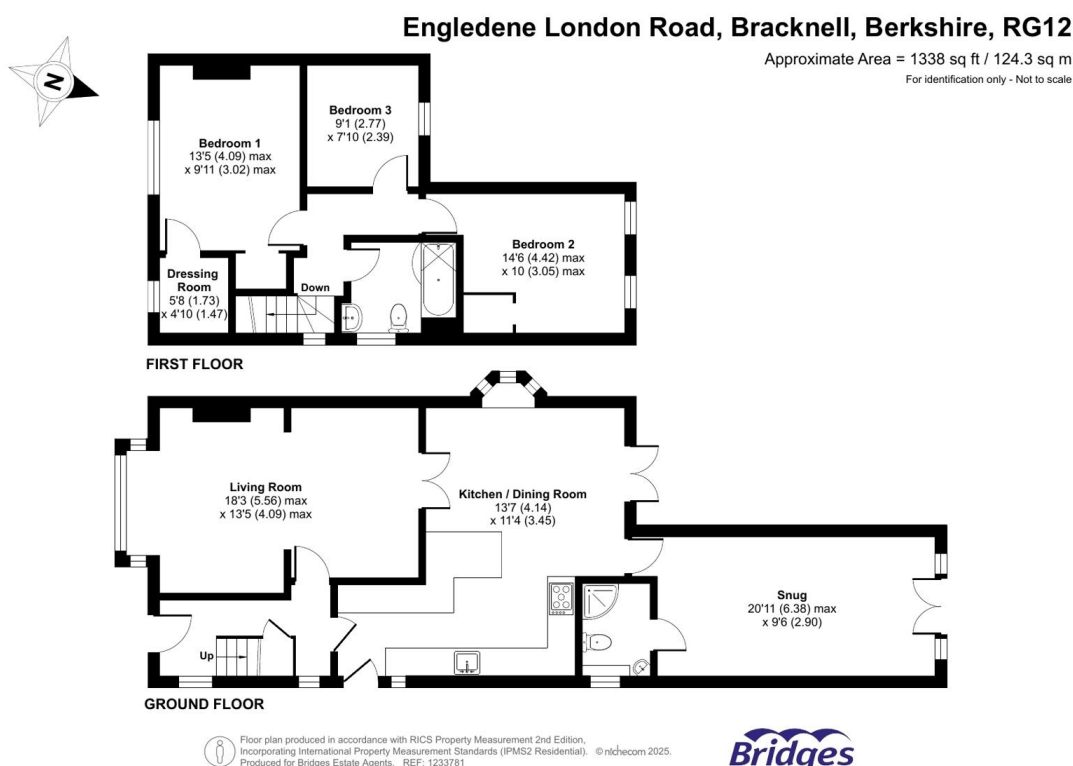 Engledene London Road, Bracknell, Berkshire, RG12
Approximate Area = 1338 sq ft / 124.3 sq m
For identification only - Not to scale
N
Bedroom 1
13'5 (4.09) max
x 9'11 (3.02) max
Bedroom 3
9'1 (2.77)
x 7'10 (2.39)
Bedroom 2
14'6 (4.42) max
x 10 (3.05) max
Dressing
Room
5'8 (1.73)
x 4'10 (1.47)
Down
FIRST FLOOR
Living Room
18'3 (5.56) max
x 13'5 (4.09) max
Kitchen / Dining Room
13'7 (4.14)
x 11'4 (3.45)
Snug
20'11 (6.38) max
x 9'6 (2.90)
Up
GROUND FLOOR
Floor plan produced in accordance with RICS Property Measurement 2nd Edition,
Incorporating International Property Measurement Standards (IPMS2 Residential). © nichecom 2025.
Produced for Bridges Estate Agents. REF: 1233781
Bridges